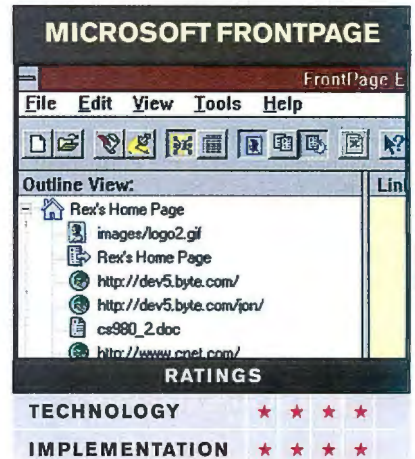 MICROSOFT FRONTPAGE
FrontPage E
File Edit View Tools Help
Outline View:
Lin
Rex's Home Page
images/logo2.gif
Rex's Home Page
http://dev5.byte.com/
http://dev5.byte.com/jon/
cs980_2.doc
http://www.cnet.com/
RATINGS
TECHNOLOGY ★ ★ ★ ★
IMPLEMENTATION ★ ★ ★ ★